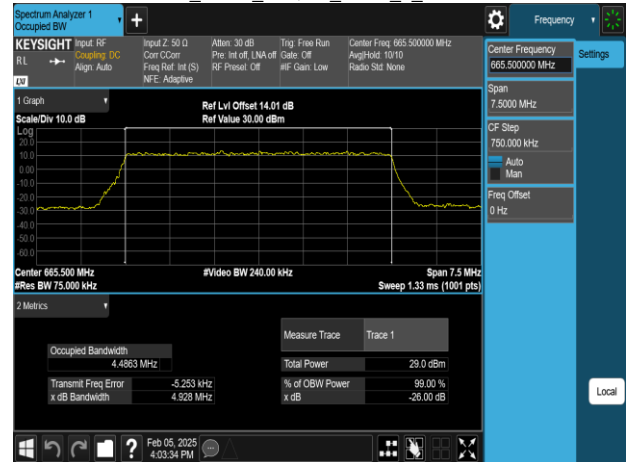 Spectrum Analyzer 1
Occupied BW
Frequency
KEYSIGHT
RL
LXI
Input: RF
Coupling: DC
Align: Auto
Input Z: 50 Ω
Corr CCorr
Freq Ref: Int (S)
NFE: Adaptive
Atten: 30 dB
Pre: Int off, LNA off
RF Presel: Off
Trig: Free Run
Gate: Off
#IF Gain: Low
Center Freq: 665.500000 MHz
Avg|Hold: 10/10
Radio Std: None
Center Frequency
665.500000 MHz
Settings
Span
7.5000 MHz
CF Step
750.000 kHz
Auto
Man
Freq Offset
0 Hz
1 Graph
Scale/Div 10.0 dB
Ref Lvl Offset 14.01 dB
Ref Value 30.00 dBm
Log
20.0
10.0
0.00
-10.0
-20.0
-30.0
-40.0
-50.0
-60.0
Center 665.500 MHz
#Res BW 75.000 kHz
#Video BW 240.00 kHz
Span 7.5 MHz
Sweep 1.33 ms (1001 pts)
2 Metrics
Measure Trace Trace 1
Occupied Bandwidth
4.4863 MHz
Total Power 29.0 dBm
Transmit Freq Error -5.253 kHz
% of OBW Power 99.00 %
x dB Bandwidth 4.928 MHz
x dB -26.00 dB
Local
Feb 05, 2025
4:03:34 PM